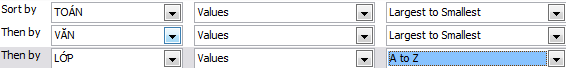 Sort by TOÁN Values Largest to Smallest
Then by VĂN Values Largest to Smallest
Then by LỚP Values A to Z